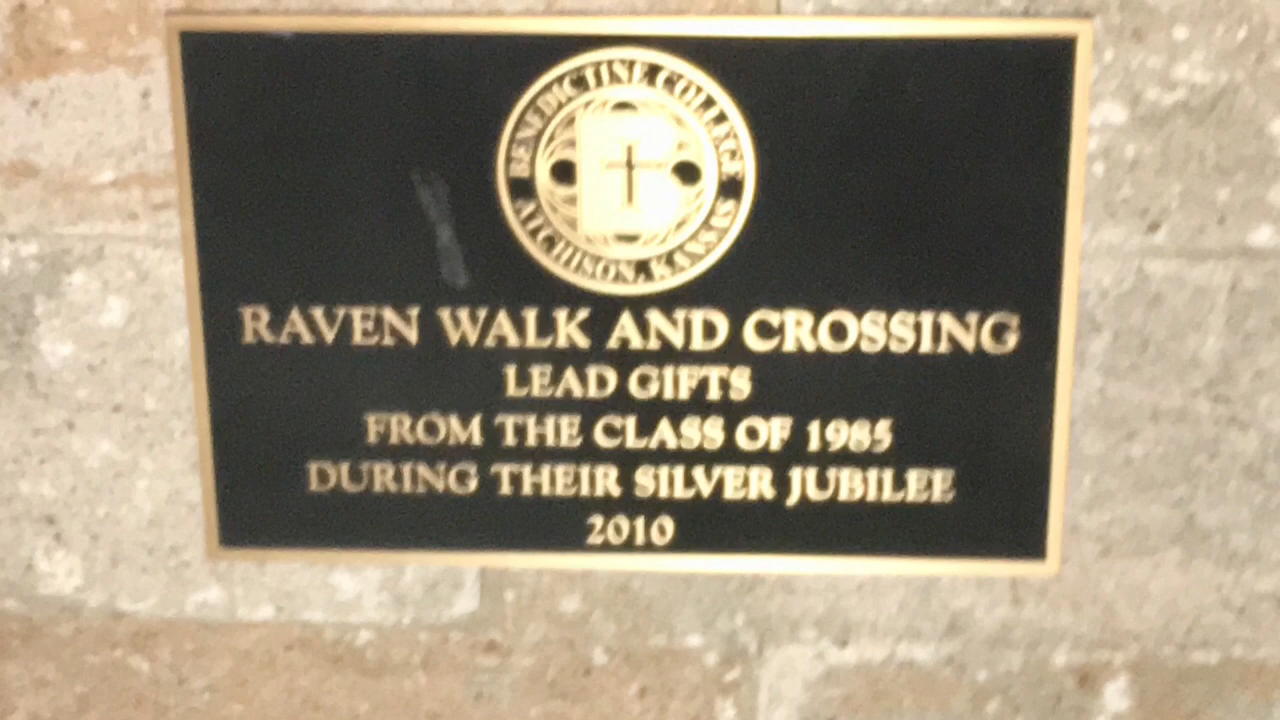 BENEDICTINE COLLEGE
B
ATCHISON, KANSAS
RAVEN WALK AND CROSSING
LEAD GIFTS
FROM THE CLASS OF 1985
DURING THEIR SILVER JUBILEE
2010